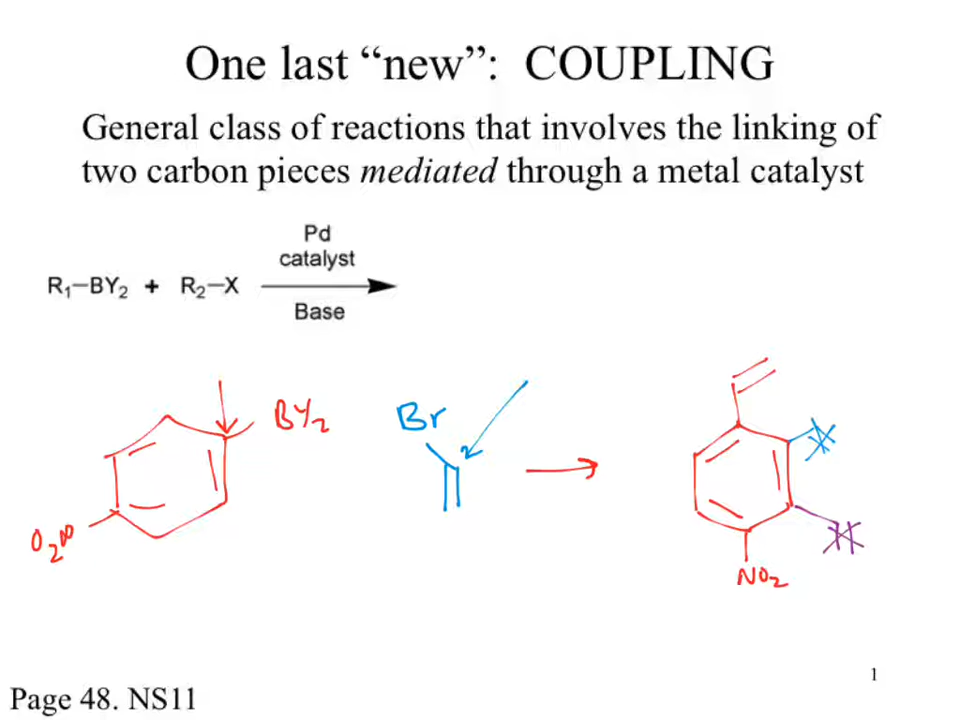 One last “new”: COUPLING
General class of reactions that involves the linking of
two carbon pieces mediated through a metal catalyst
Pd
catalyst
R₁–BY₂ + R₂–X
Base
BY₂
Br
O₂N
NO₂
1
Page 48. NS11